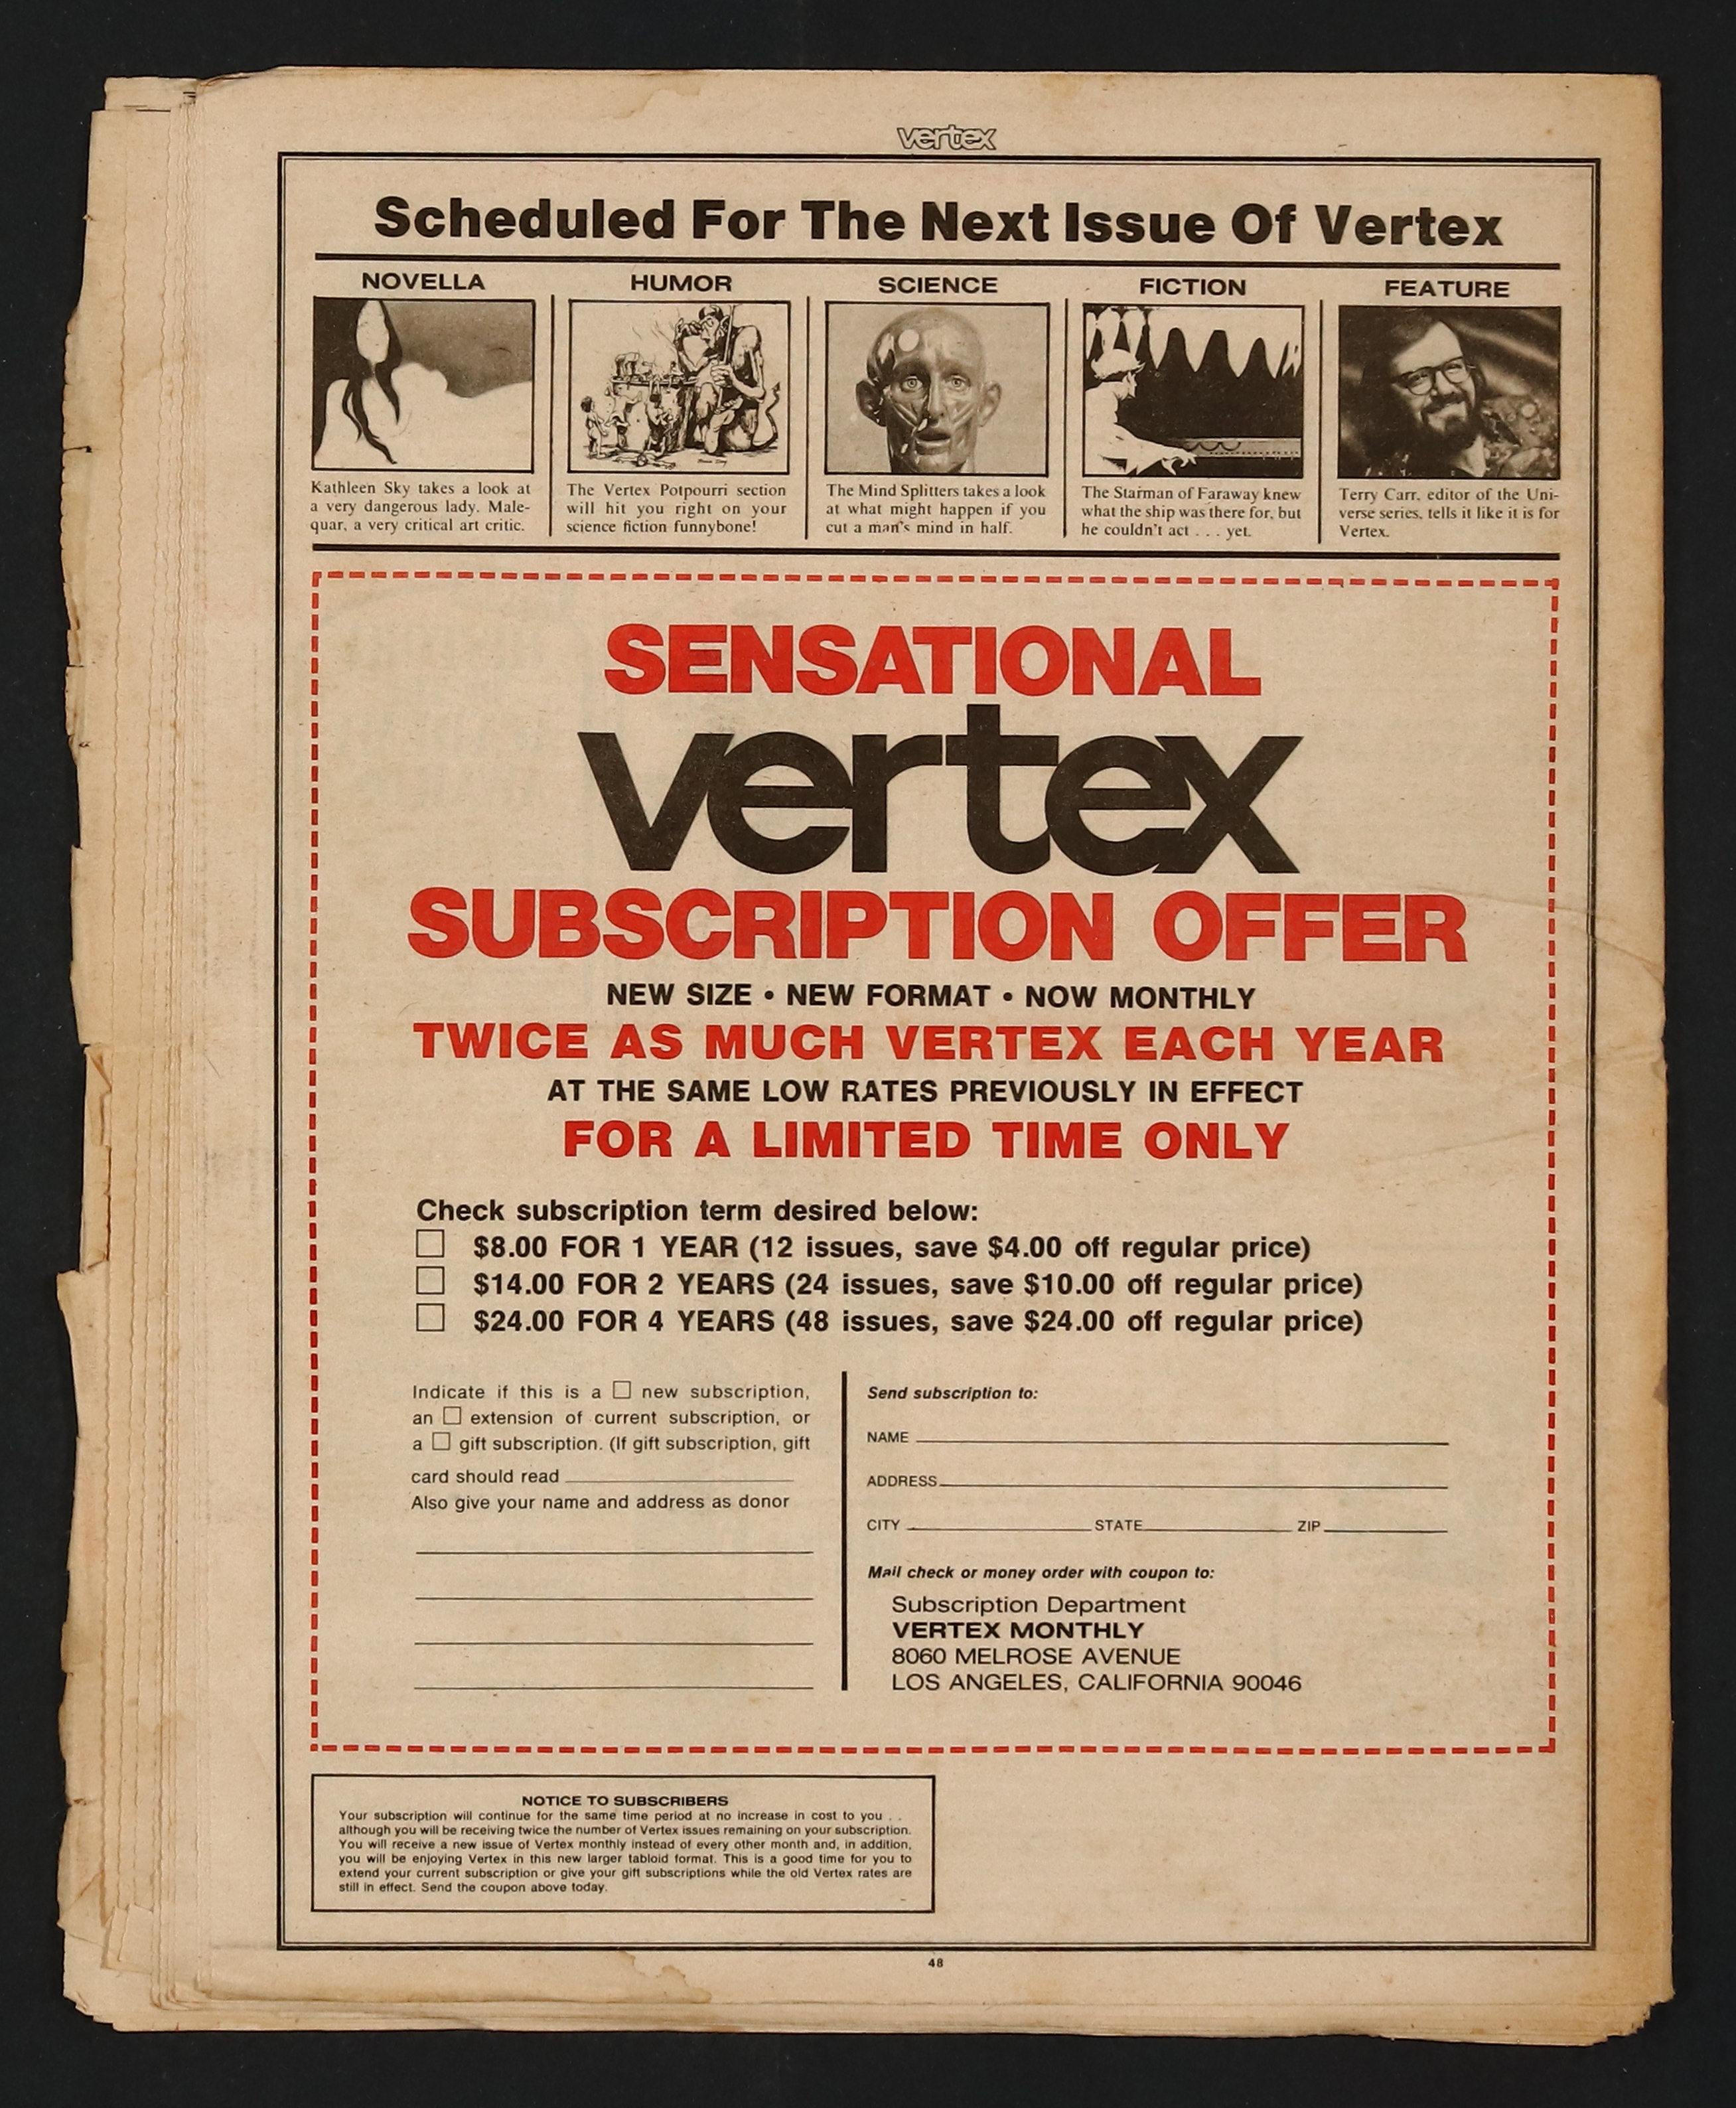 vertex
Scheduled For The Next Issue Of Vertex
NOVELLA
Kathleen Sky takes a look at
a very dangerous lady. Male-
quar, a very critical art critic.
HUMOR
The Vertex Potpourri section
will hit you right on your
science fiction funnybone!
SCIENCE
The Mind Splitters takes a look
at what might happen if you
cut a man's mind in half.
FICTION
The Starman of Faraway knew
what the ship was there for, but
he couldn't act . . . yet.
FEATURE
Terry Carr, editor of the Uni-
verse series, tells it like it is for
Vertex.
SENSATIONAL
vertex
SUBSCRIPTION OFFER
NEW SIZE • NEW FORMAT • NOW MONTHLY
TWICE AS MUCH VERTEX EACH YEAR
AT THE SAME LOW RATES PREVIOUSLY IN EFFECT
FOR A LIMITED TIME ONLY
Check subscription term desired below:
$8.00 FOR 1 YEAR (12 issues, save $4.00 off regular price)
$14.00 FOR 2 YEARS (24 issues, save $10.00 off regular price)
$24.00 FOR 4 YEARS (48 issues, save $24.00 off regular price)
Indicate if this is a new subscription,
an extension of current subscription, or
a gift subscription. (If gift subscription, gift
card should read
Also give your name and address as donor
Send subscription to:
NAME
ADDRESS
CITY STATE ZIP
Mail check or money order with coupon to:
Subscription Department
VERTEX MONTHLY
8060 MELROSE AVENUE
LOS ANGELES, CALIFORNIA 90046
NOTICE TO SUBSCRIBERS
Your subscription will continue for the same time period at no increase in cost to you . .
although you will be receiving twice the number of Vertex issues remaining on your subscription.
You will receive a new issue of Vertex monthly instead of every other month and, in addition,
you will be enjoying Vertex in this new larger tabloid format. This is a good time for you to
extend your current subscription or give your gift subscriptions while the old Vertex rates are
still in effect. Send the coupon above today.
48